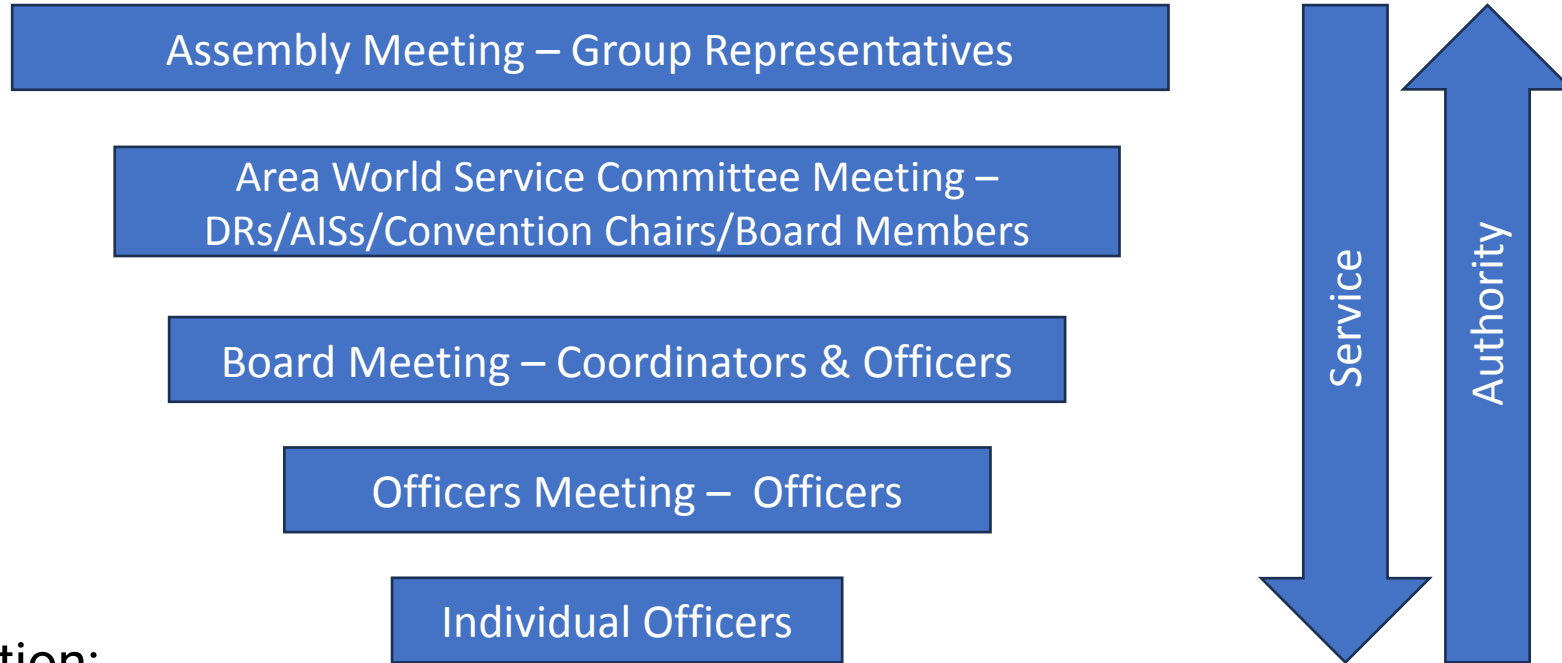 Assembly Meeting – Group Representatives
Area World Service Committee Meeting –
DRs/AISs/Convention Chairs/Board Members
Board Meeting – Coordinators & Officers
Officers Meeting –  Officers
Individual Officers
Service
Authority
tion: